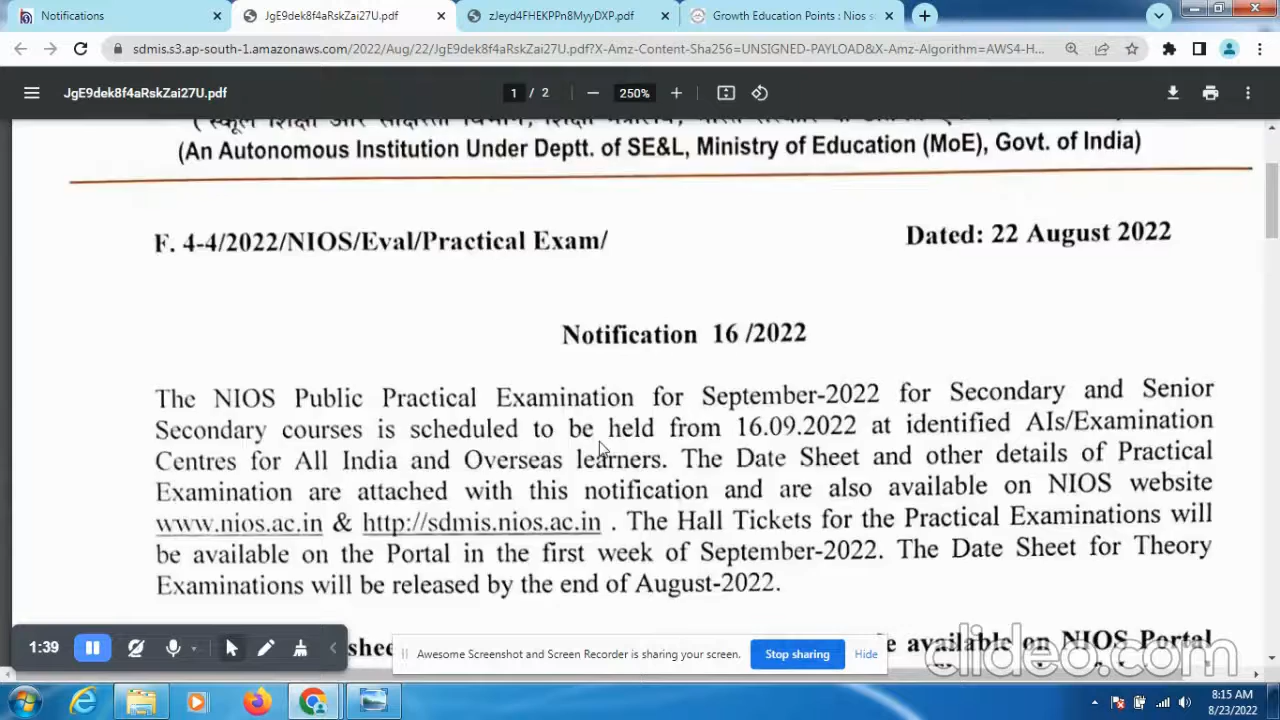 Notifications
JgE9dek8f4aRskZai27U.pdf
zJeyd4FHEKPPn8MyyDXP.pdf
Growth Education Points : Nios s
sdmis.s3.ap-south-1.amazonaws.com/2022/Aug/22/JgE9dek8f4aRskZai27U.pdf?X-Amz-Content-Sha256=UNSIGNED-PAYLOAD&X-Amz-Algorithm=AWS4-H...
JgE9dek8f4aRskZai27U.pdf
1 / 2
250%
(An Autonomous Institution Under Deptt. of SE&L, Ministry of Education (MoE), Govt. of India)
F. 4-4/2022/NIOS/Eval/Practical Exam/
Dated: 22 August 2022
Notification 16 /2022
The NIOS Public Practical Examination for September-2022 for Secondary and Senior
Secondary courses is scheduled to be held from 16.09.2022 at identified AIs/Examination
Centres for All India and Overseas learners. The Date Sheet and other details of Practical
Examination are attached with this notification and are also available on NIOS website
www.nios.ac.in & http://sdmis.nios.ac.in . The Hall Tickets for the Practical Examinations will
be available on the Portal in the first week of September-2022. The Date Sheet for Theory
Examinations will be released by the end of August-2022.
available on NIOS Portal
1:39
Awesome Screenshot and Screen Recorder is sharing your screen.
Stop sharing
Hide
clideo.com
8:15 AM
8/23/2022